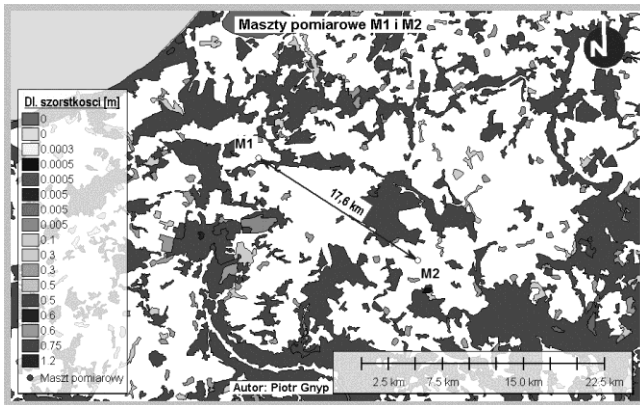 Maszty pomiarowe M1 i M2
N
Dl. szorstkosci [m]
0
0
0.0003
0.0005
0.0005
0.005
0.005
0.005
0.1
0.3
0.3
0.5
0.5
0.6
0.6
0.75
1.2
Maszt pomiarowy
M1
17,6 km
M2
Autor: Piotr Gnyp
2.5 km 7.5 km 15.0 km 22.5 km